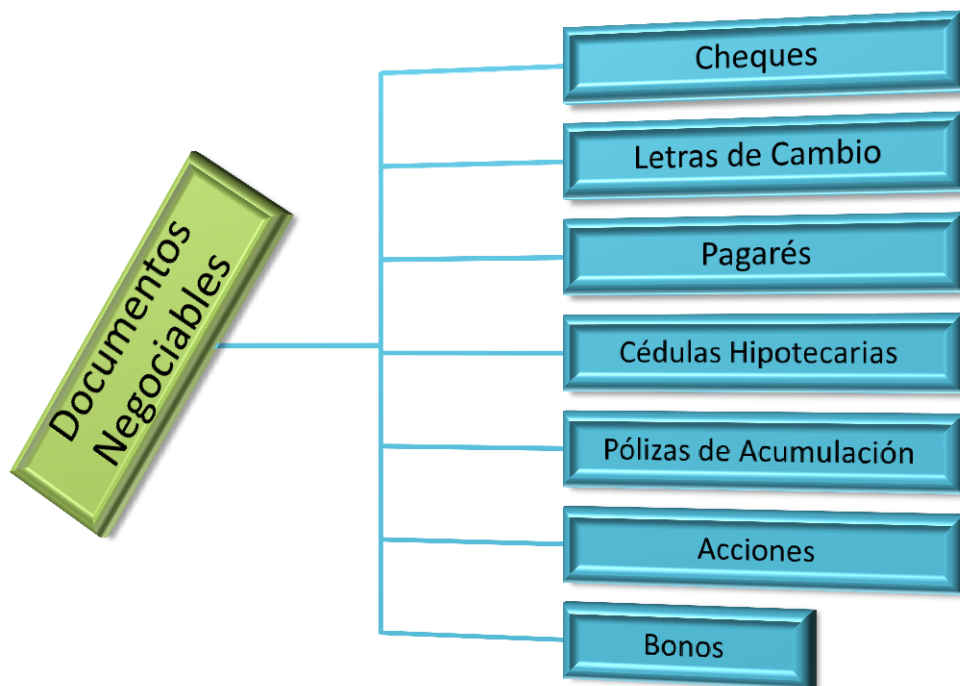 Documentos
Negociables
Cheques
Letras de Cambio
Pagarés
Cédulas Hipotecarias
Pólizas de Acumulación
Acciones
Bonos